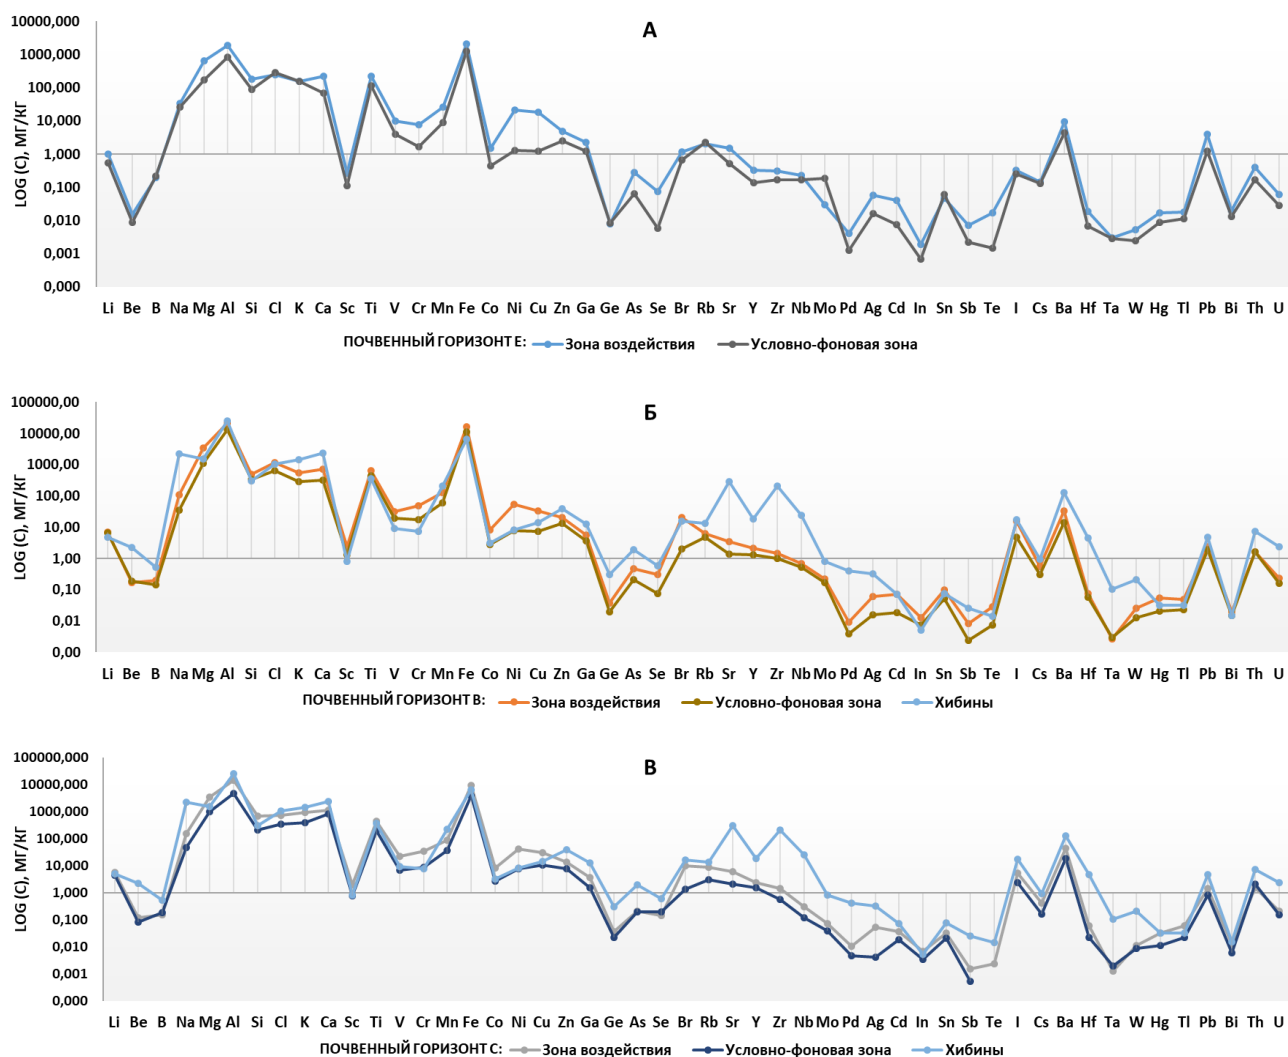 А
10000,000
1000,000
100,000
10,000
1,000
0,100
0,010
0,001
0,000
LOG (C), МГ/КГ
Li Be B Na Mg Al Si Cl K Ca Sc Ti V Cr Mn Fe Co Ni Cu Zn Ga Ge As Se Br Rb Sr Y Zr Nb Mo Pd Ag Cd In Sn Sb Te I Cs Ba Hf Ta W Hg Tl Pb Bi Th U
ПОЧВЕННЫЙ ГОРИЗОНТ E: Зона воздействия Условно-фоновая зона
Б
100000,00
10000,00
1000,00
100,00
10,00
1,00
0,10
0,01
0,00
LOG (C), МГ/КГ
Li Be B Na Mg Al Si Cl K Ca Sc Ti V Cr Mn Fe Co Ni Cu Zn Ga Ge As Se Br Rb Sr Y Zr Nb Mo Pd Ag Cd In Sn Sb Te I Cs Ba Hf Ta W Hg Tl Pb Bi Th U
ПОЧВЕННЫЙ ГОРИЗОНТ B: Зона воздействия Условно-фоновая зона Хибины
В
100000,000
10000,000
1000,000
100,000
10,000
1,000
0,100
0,010
0,001
0,000
LOG (C), МГ/КГ
Li Be B Na Mg Al Si Cl K Ca Sc Ti V Cr Mn Fe Co Ni Cu Zn Ga Ge As Se Br Rb Sr Y Zr Nb Mo Pd Ag Cd In Sn Sb Te I Cs Ba Hf Ta W Hg Tl Pb Bi Th U
ПОЧВЕННЫЙ ГОРИЗОНТ C: Зона воздействия Условно-фоновая зона Хибины